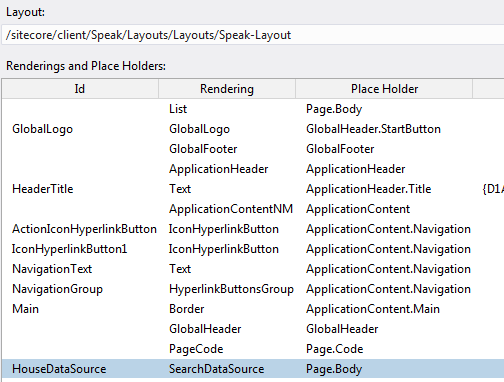 Layout:
/sitecore/client/Speak/Layouts/Layouts/Speak-Layout
Renderings and Place Holders:
Id Rendering Place Holder
List Page.Body
GlobalLogo GlobalLogo GlobalHeader.StartButton
GlobalFooter GlobalFooter
ApplicationHeader ApplicationHeader
HeaderTitle Text ApplicationHeader.Title {D1A
ApplicationContentNM ApplicationContent
ActionIconHyperlinkButton IconHyperlinkButton ApplicationContent.Navigation
IconHyperlinkButton1 IconHyperlinkButton ApplicationContent.Navigation
NavigationText Text ApplicationContent.Navigation
NavigationGroup HyperlinkButtonsGroup ApplicationContent.Navigation
Main Border ApplicationContent.Main
GlobalHeader GlobalHeader
PageCode Page.Code
HouseDataSource SearchDataSource Page.Body